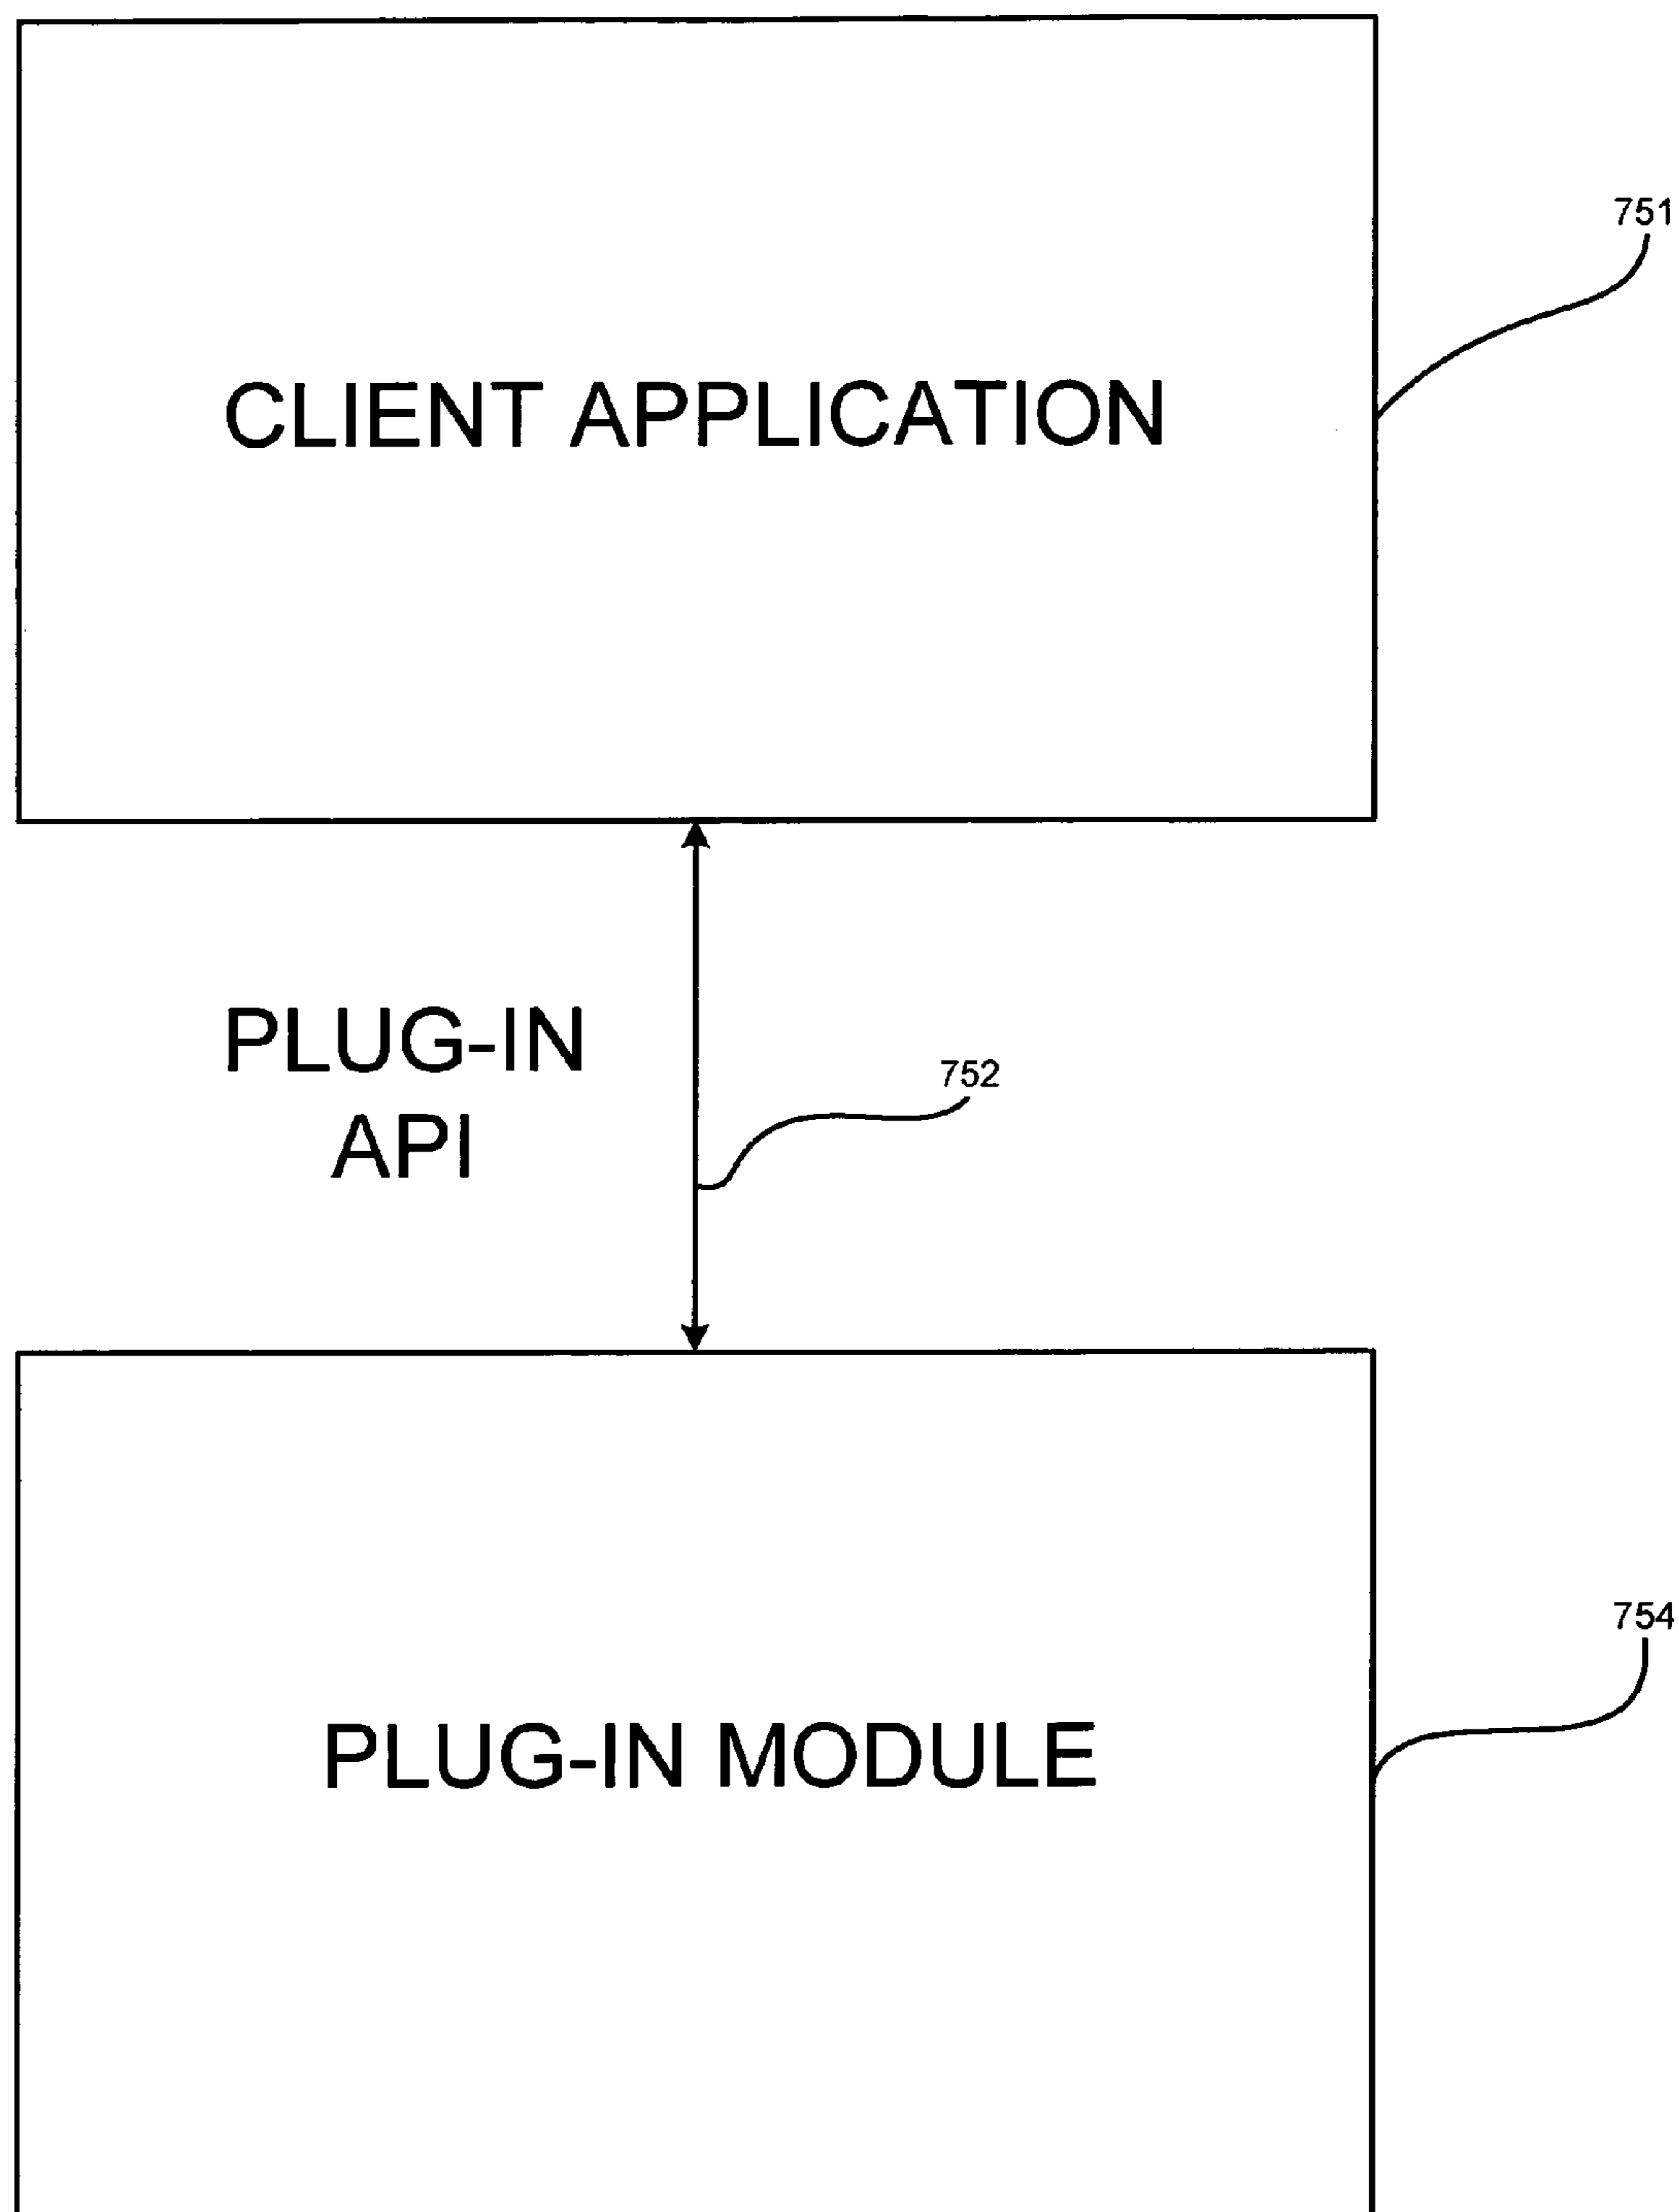 751
CLIENT APPLICATION
PLUG-IN
API
752
754
PLUG-IN MODULE